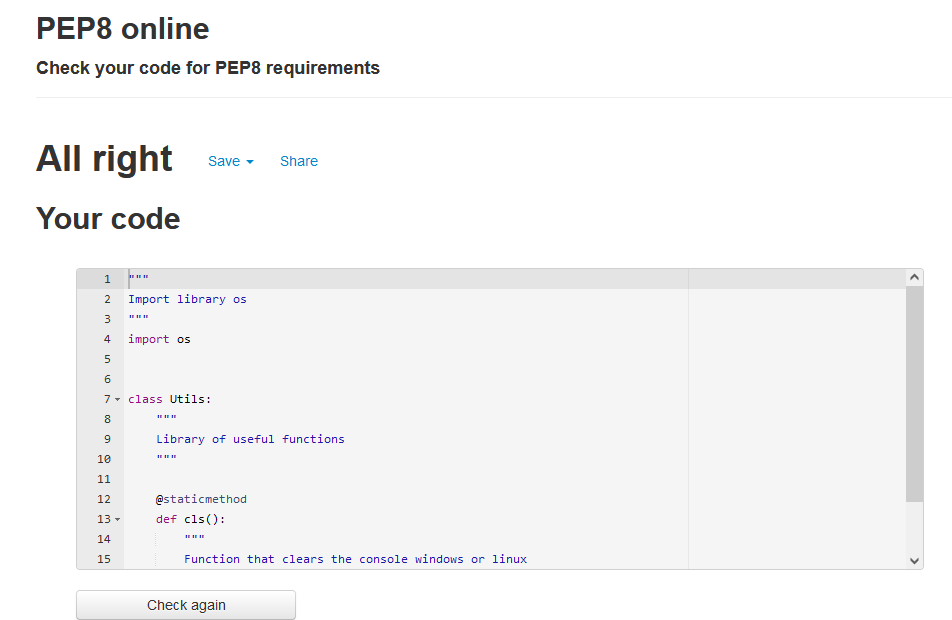 PEP8 online
Check your code for PEP8 requirements
All right Save Share
Your code
1 """
2 Import library os
3 """
4 import os
5
6
7 class Utils:
8 """
9 Library of useful functions
10 """
11
12 @staticmethod
13 def cls():
14 """
15 Function that clears the console windows or linux
Check again